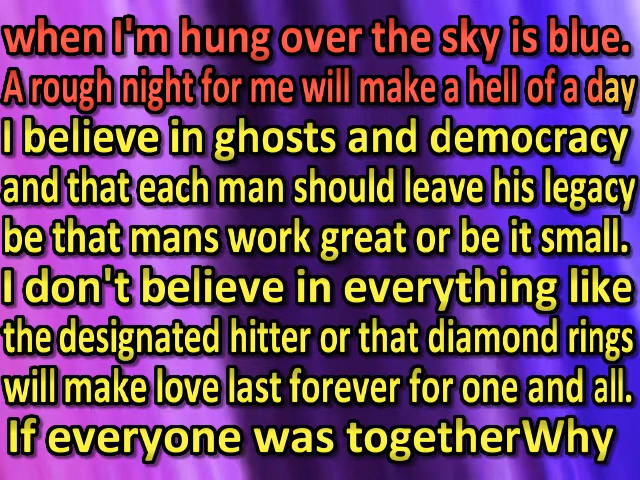 when I'm hung over the sky is blue.
A rough night for me will make a hell of a day
I believe in ghosts and democracy
and that each man should leave his legacy
be that mans work great or be it small.
I don't believe in everything like
the designated hitter or that diamond rings
will make love last forever for one and all.
If everyone was togetherWhy